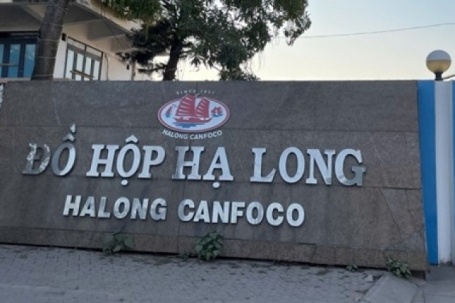 SINCE 1957
HALONG CANFOCO
ĐỒ HỘP HẠ LONG
HALONG CANFOCO